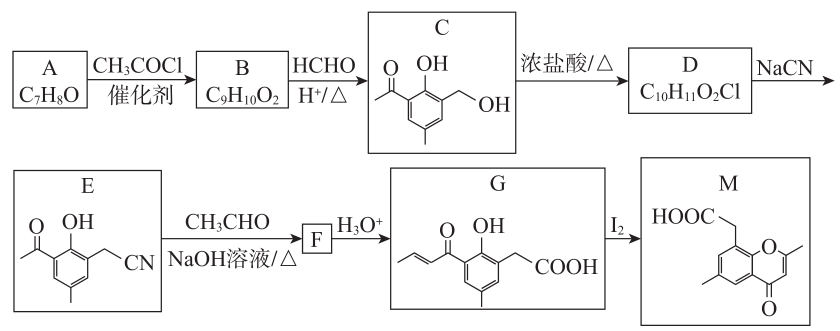 A
C₇H₈O
CH₃COCl
催化剂
B
C₉H₁₀O₂
HCHO
H⁺/△
C
O
OH
OH
浓盐酸/△
D
C₁₀H₁₁O₂Cl
NaCN
E
O
OH
CN
CH₃CHO
NaOH溶液/△
F
H₃O⁺
G
O
OH
COOH
I₂
M
HOOC
O
O